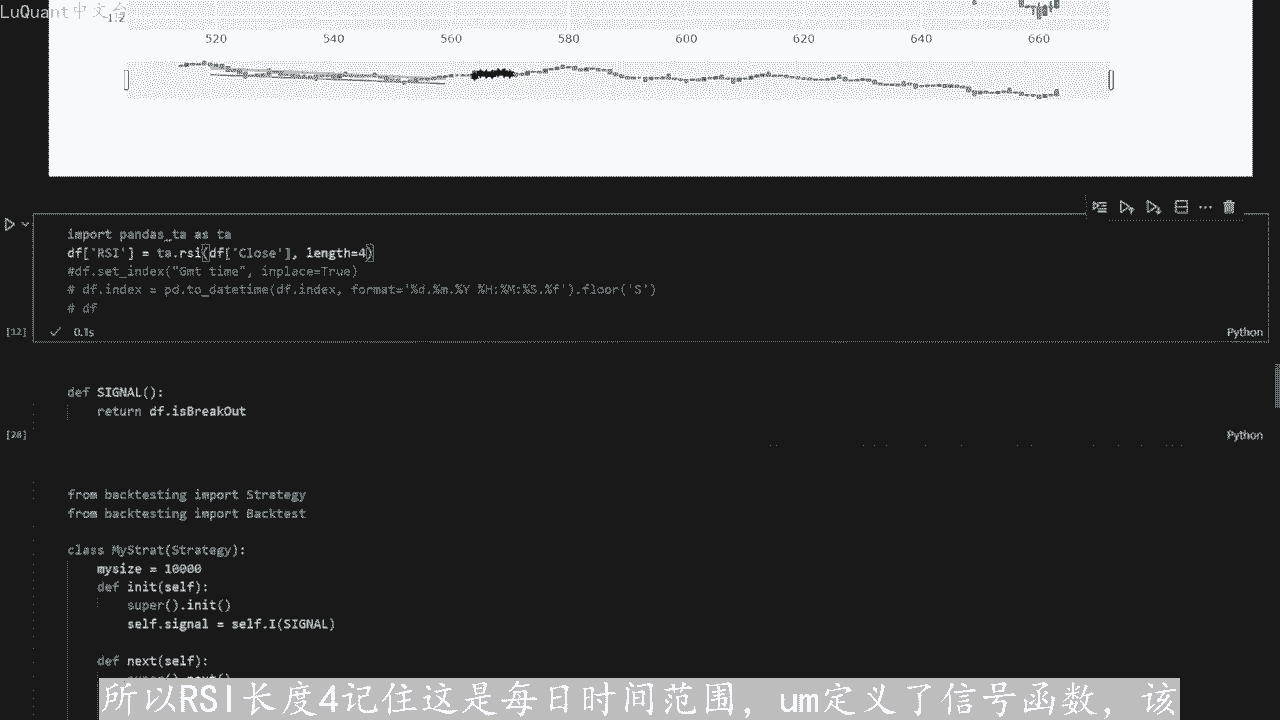 LuQuant中文台
-112
520 540 560 580 600 620 640 660
import pandas_ta as ta
df['RSI'] = ta.rsi(df['Close'], length=4)
#df.set_index("Gmt time", inplace=True)
# df.index = pd.to_datetime(df.index, format='%d.%m.%Y %H:%M:%S.%f').floor('S')
# df
[12] 0.1s Python
def SIGNAL():
return df.isBreakOut
[28] Python
from backtesting import Strategy
from backtesting import Backtest
class MyStrat(Strategy):
mysize = 10000
def init(self):
super().init()
self.signal = self.I(SIGNAL)
def next(self):
super().next()
所以RSI长度4记住这是每日时间范围，um定义了信号函数，该